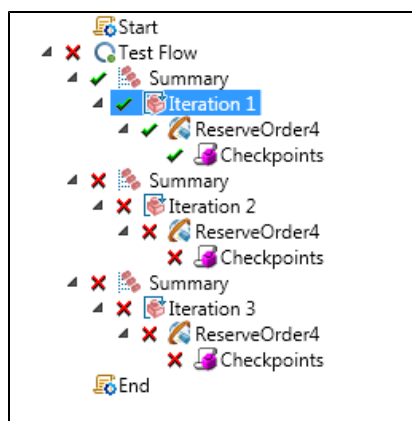 Start
Test Flow
Summary
Iteration 1
ReserveOrder4
Checkpoints
Summary
Iteration 2
ReserveOrder4
Checkpoints
Summary
Iteration 3
ReserveOrder4
Checkpoints
End